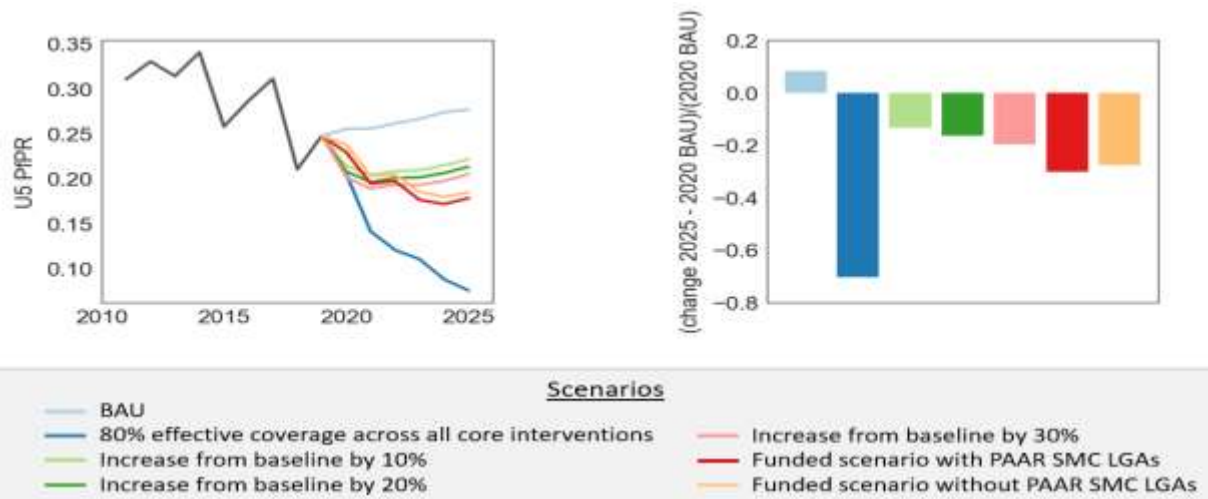 0.35
0.30
0.25
0.20
0.15
0.10
U5 PfPR
2010 2015 2020 2025
0.2
0.0
−0.2
−0.4
−0.6
−0.8
(change 2025 - 2020 BAU)/(2020 BAU)
Scenarios
BAU
80% effective coverage across all core interventions
Increase from baseline by 10%
Increase from baseline by 20%
Increase from baseline by 30%
Funded scenario with PAAR SMC LGAs
Funded scenario without PAAR SMC LGAs